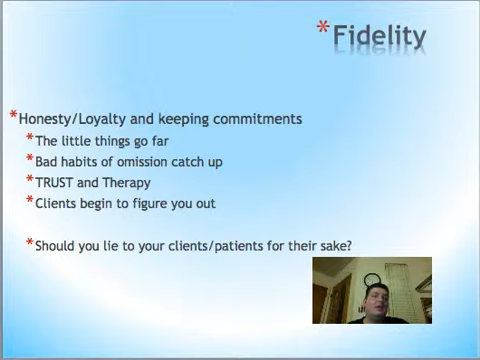 *Fidelity
*Honesty/Loyalty and keeping commitments
*The little things go far
*Bad habits of omission catch up
*TRUST and Therapy
*Clients begin to figure you out
*Should you lie to your clients/patients for their sake?